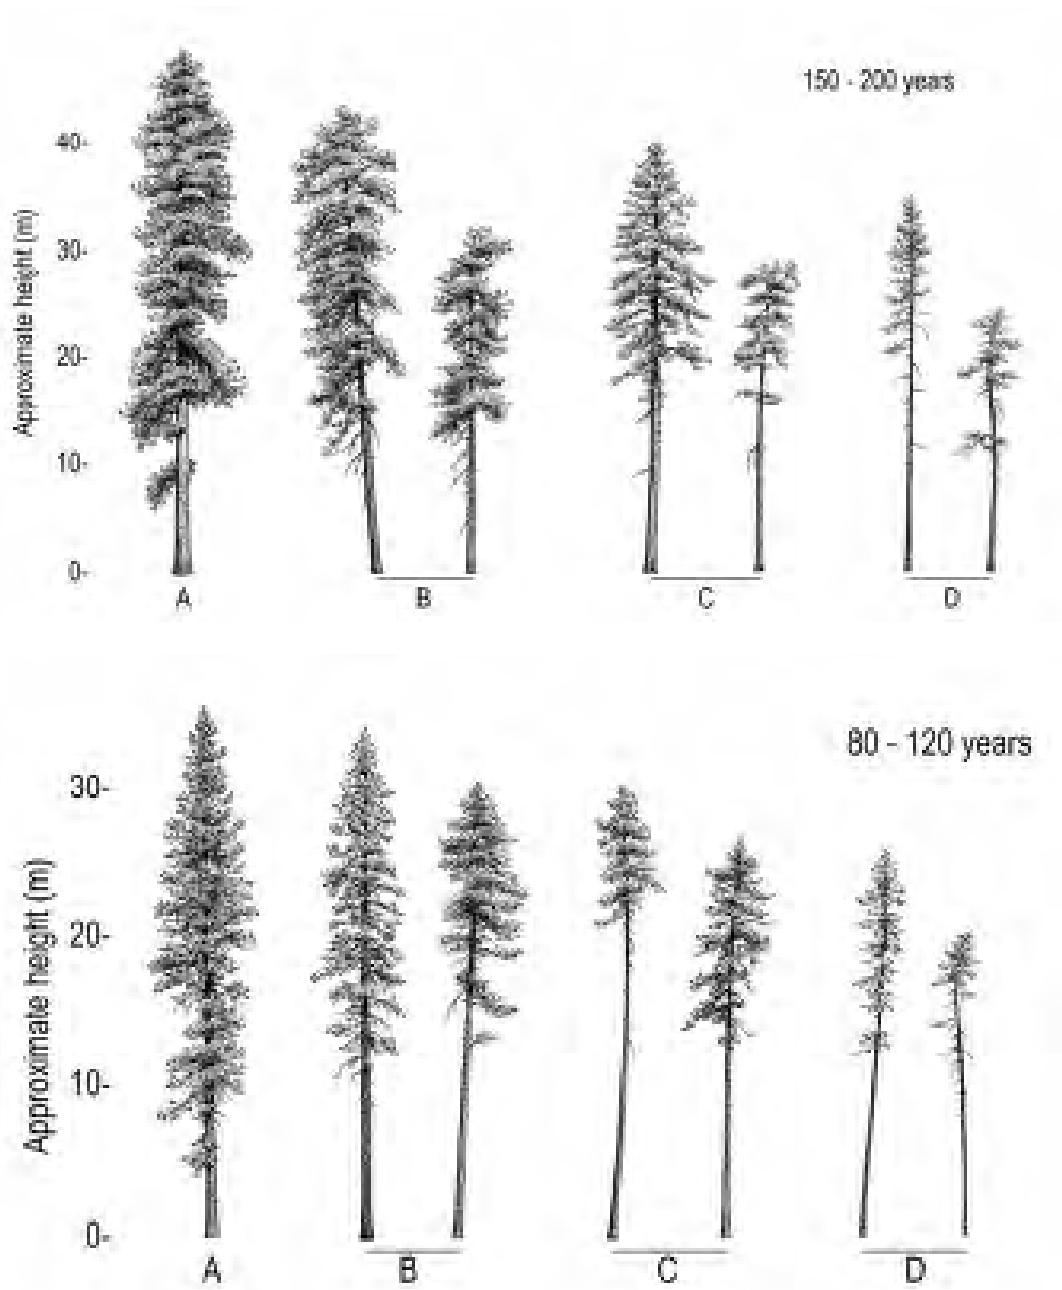 150 - 200 years
Approximate height (m)
40-
30-
20-
10-
0-
A B C D
80 - 120 years
Approximate height (m)
30-
20-
10-
0-
A B C D